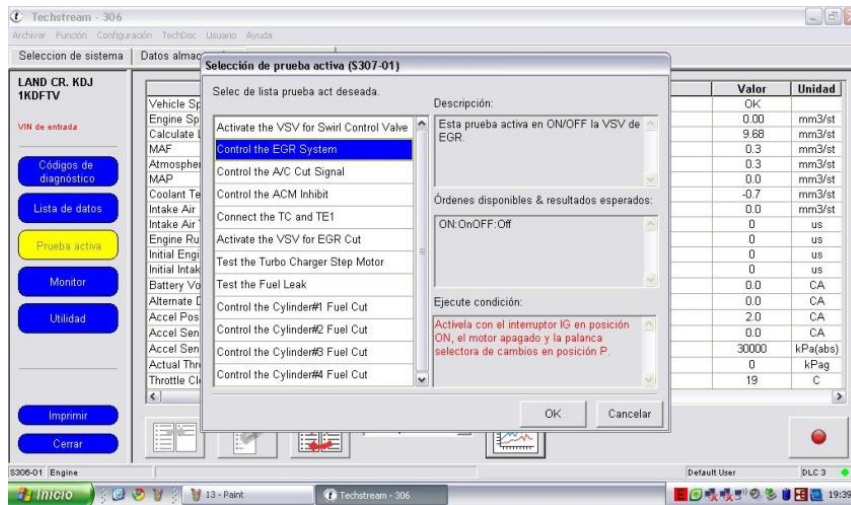 Techstream - 306
Archivar Función Configuración TechDoc Usuario Ayuda
Seleccion de sistema
Datos almac
Selección de prueba activa (S307-01)
LAND CR. KDJ
1KDFTV
VIN de entrada
Códigos de
diagnóstico
Lista de datos
Prueba activa
Monitor
Utilidad
Imprimir
Cerrar
Vehicle Sp
Engine Sp
Calculate L
MAF
Atmospher
MAP
Coolant Te
Intake Air
Intake Air T
Engine Ru
Initial Engi
Initial Intak
Battery Vo
Alternate D
Accel Pos
Accel Sen
Accel Sen
Actual Thr
Throttle Cl
Selec de lista prueba act deseada.
Activate the VSV for Swirl Control Valve
Control the EGR System
Control the A/C Cut Signal
Control the ACM Inhibit
Connect the TC and TE1
Activate the VSV for EGR Cut
Test the Turbo Charger Step Motor
Test the Fuel Leak
Control the Cylinder#1 Fuel Cut
Control the Cylinder#2 Fuel Cut
Control the Cylinder#3 Fuel Cut
Control the Cylinder#4 Fuel Cut
Descripción:
Esta prueba activa en ON/OFF la VSV de
EGR.
Órdenes disponibles & resultados esperados:
ON:OnOFF:Off
Ejecute condición:
Actívela con el interruptor IG en posición
ON, el motor apagado y la palanca
selectora de cambios en posición P.
OK Cancelar
Valor Unidad
OK
0.00 mm3/st
9.68 mm3/st
0.3 mm3/st
0.3 mm3/st
0.0 mm3/st
-0.7 mm3/st
0.0 mm3/st
0 us
0 us
0 us
0 us
0.0 CA
0.0 CA
2.0 CA
0.0 CA
30000 kPa(abs)
0 kPag
19 C
S306-01 Engine
Default User
DLC 3
Inicio
13 - Paint
Techstream - 306
19:39